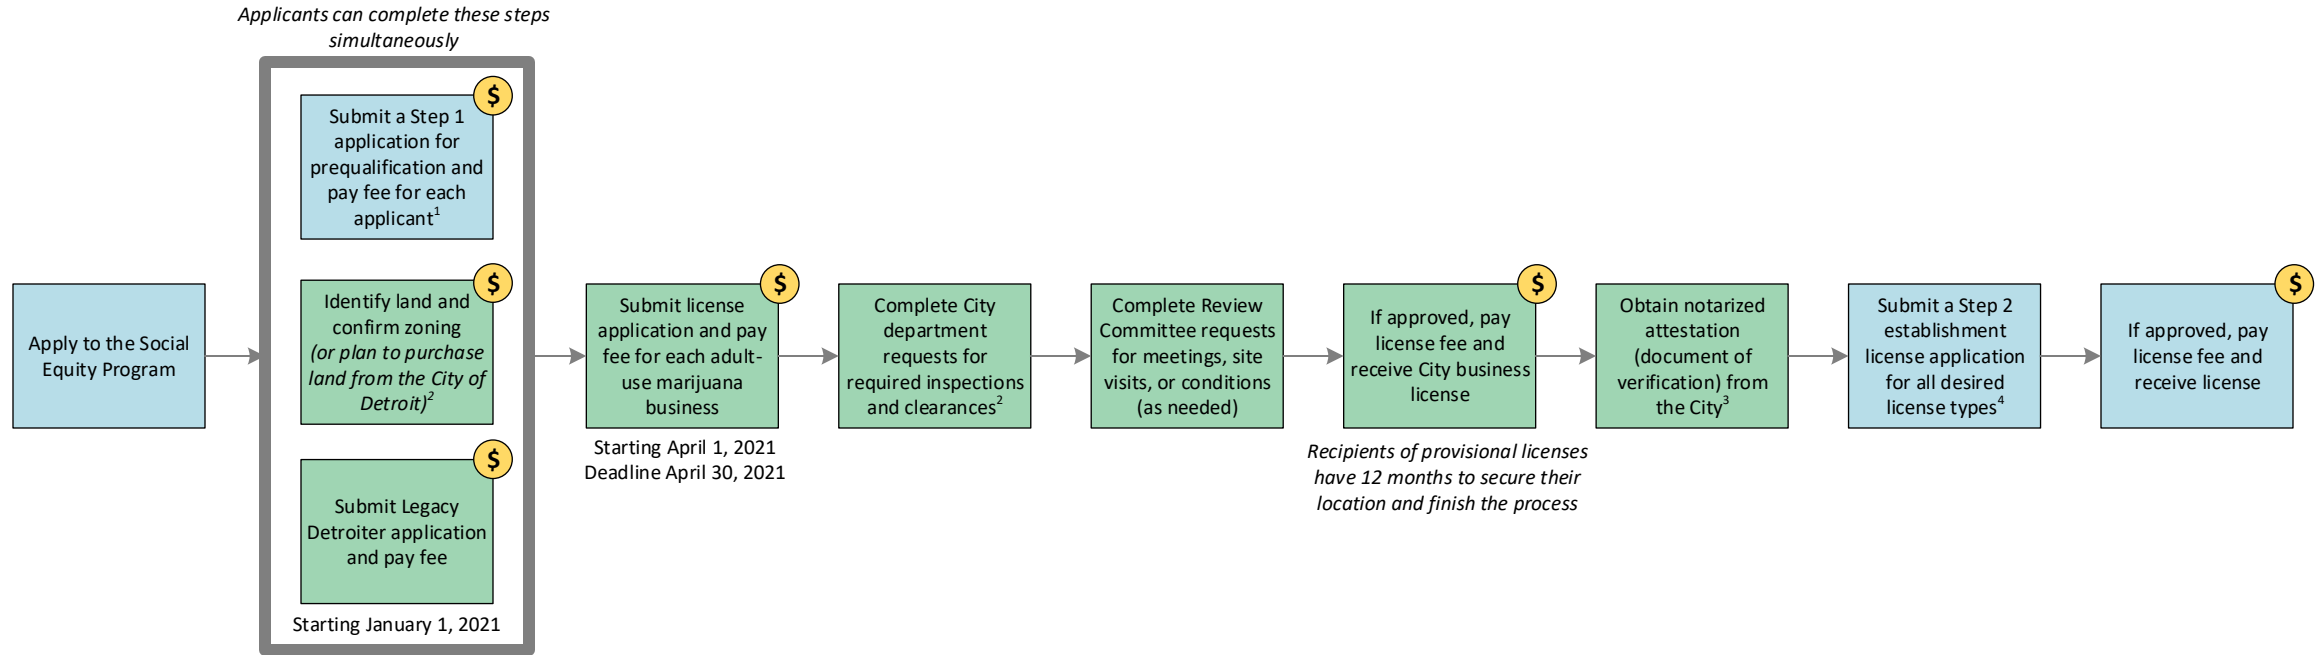 Applicants can complete these steps
simultaneously
$
Submit a Step 1
application for
prequalification and
pay fee for each
applicant1
$
Identify land and
confirm zoning
(or plan to purchase
land from the City of
Detroit)2
$
Submit Legacy
Detroiter application
and pay fee
Starting January 1, 2021
Apply to the Social
Equity Program
$
Submit license
application and pay
fee for each adult-
use marijuana
business
Starting April 1, 2021
Deadline April 30, 2021
Complete City
department
requests for
required inspections
and clearances2
Complete Review
Committee requests
for meetings, site
visits, or conditions
(as needed)
$
If approved, pay
license fee and
receive City business
license
Recipients of provisional licenses
have 12 months to secure their
location and finish the process
Obtain notarized
attestation
(document of
verification) from
the City3
Submit a Step 2
establishment
license application
for all desired
license types4
$
If approved, pay
license fee and
receive license